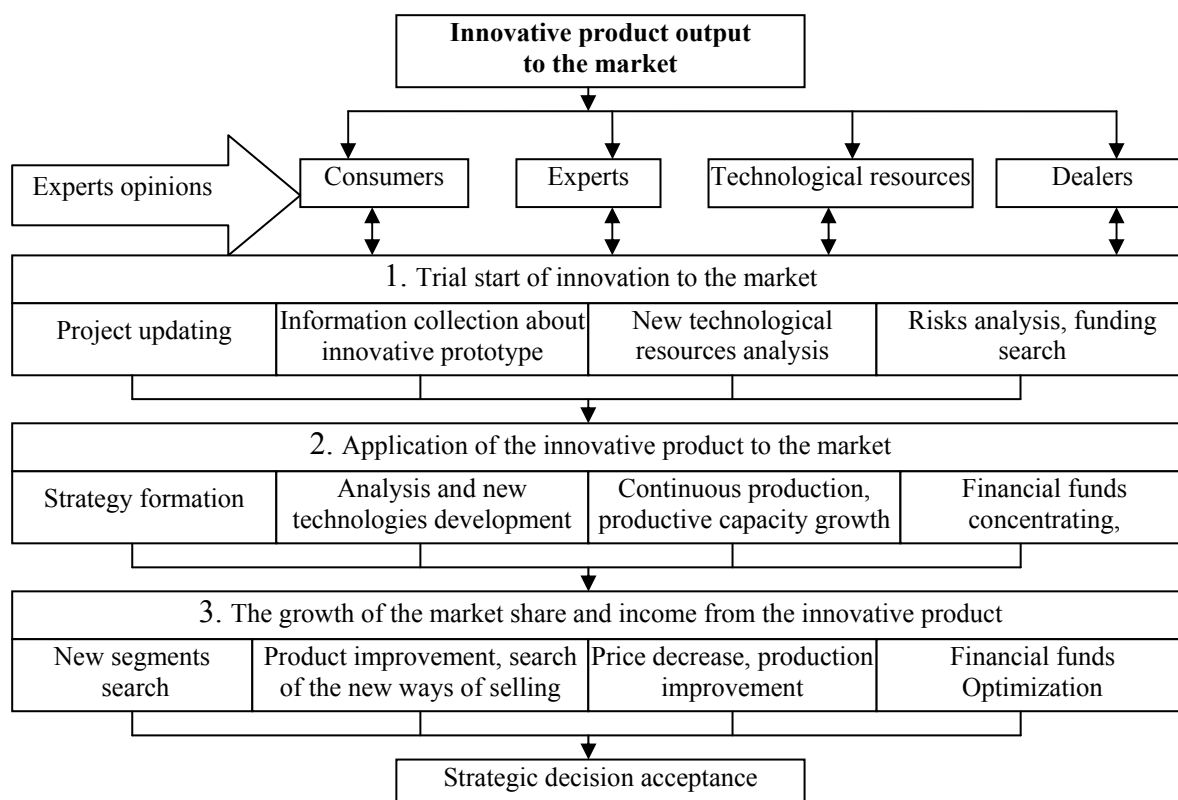 Innovative product output
to the market
Experts opinions
Consumers
Experts
Technological resources
Dealers
1. Trial start of innovation to the market
Project updating
Information collection about
innovative prototype
New technological
resources analysis
Risks analysis, funding
search
2. Application of the innovative product to the market
Strategy formation
Analysis and new
technologies development
Continuous production,
productive capacity growth
Financial funds
concentrating,
3. The growth of the market share and income from the innovative product
New segments
search
Product improvement, search
of the new ways of selling
Price decrease, production
improvement
Financial funds
Optimization
Strategic decision acceptance